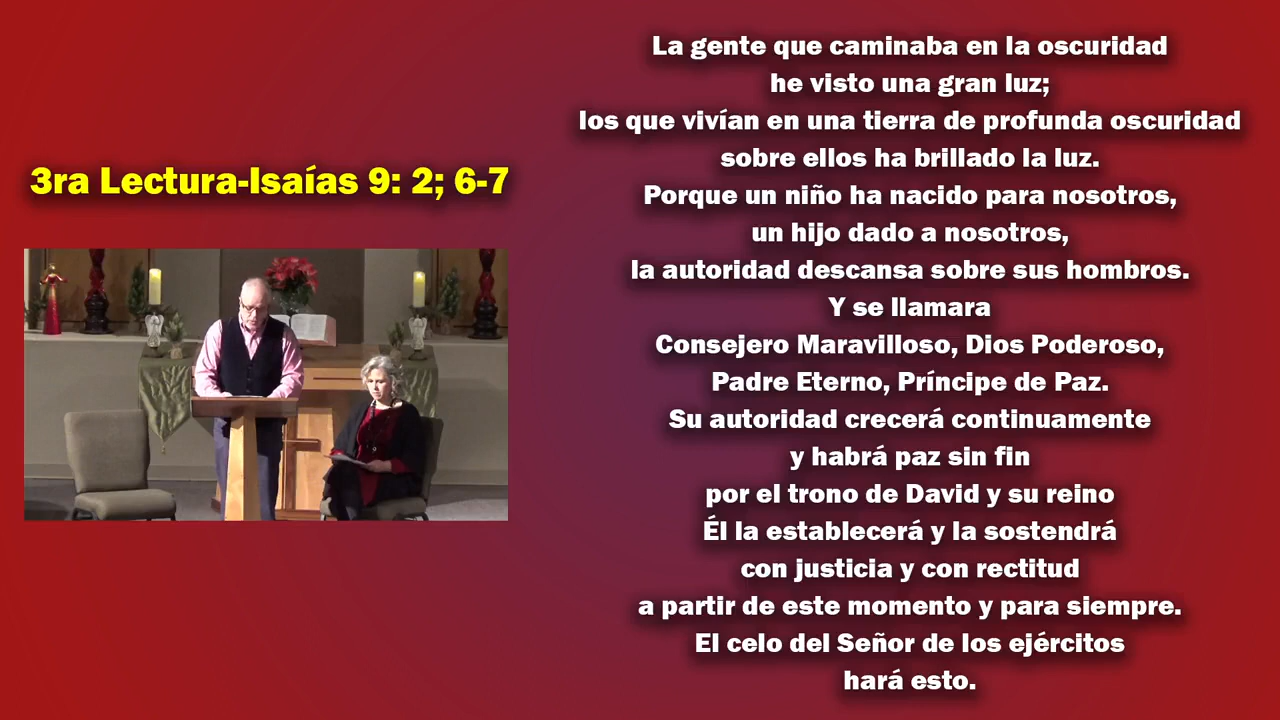 3ra Lectura-Isaías 9: 2; 6-7
La gente que caminaba en la oscuridad
he visto una gran luz;
los que vivían en una tierra de profunda oscuridad
sobre ellos ha brillado la luz.
Porque un niño ha nacido para nosotros,
un hijo dado a nosotros,
la autoridad descansa sobre sus hombros.
Y se llamara
Consejero Maravilloso, Dios Poderoso,
Padre Eterno, Príncipe de Paz.
Su autoridad crecerá continuamente
y habrá paz sin fin
por el trono de David y su reino
Él la establecerá y la sostendrá
con justicia y con rectitud
a partir de este momento y para siempre.
El celo del Señor de los ejércitos
hará esto.